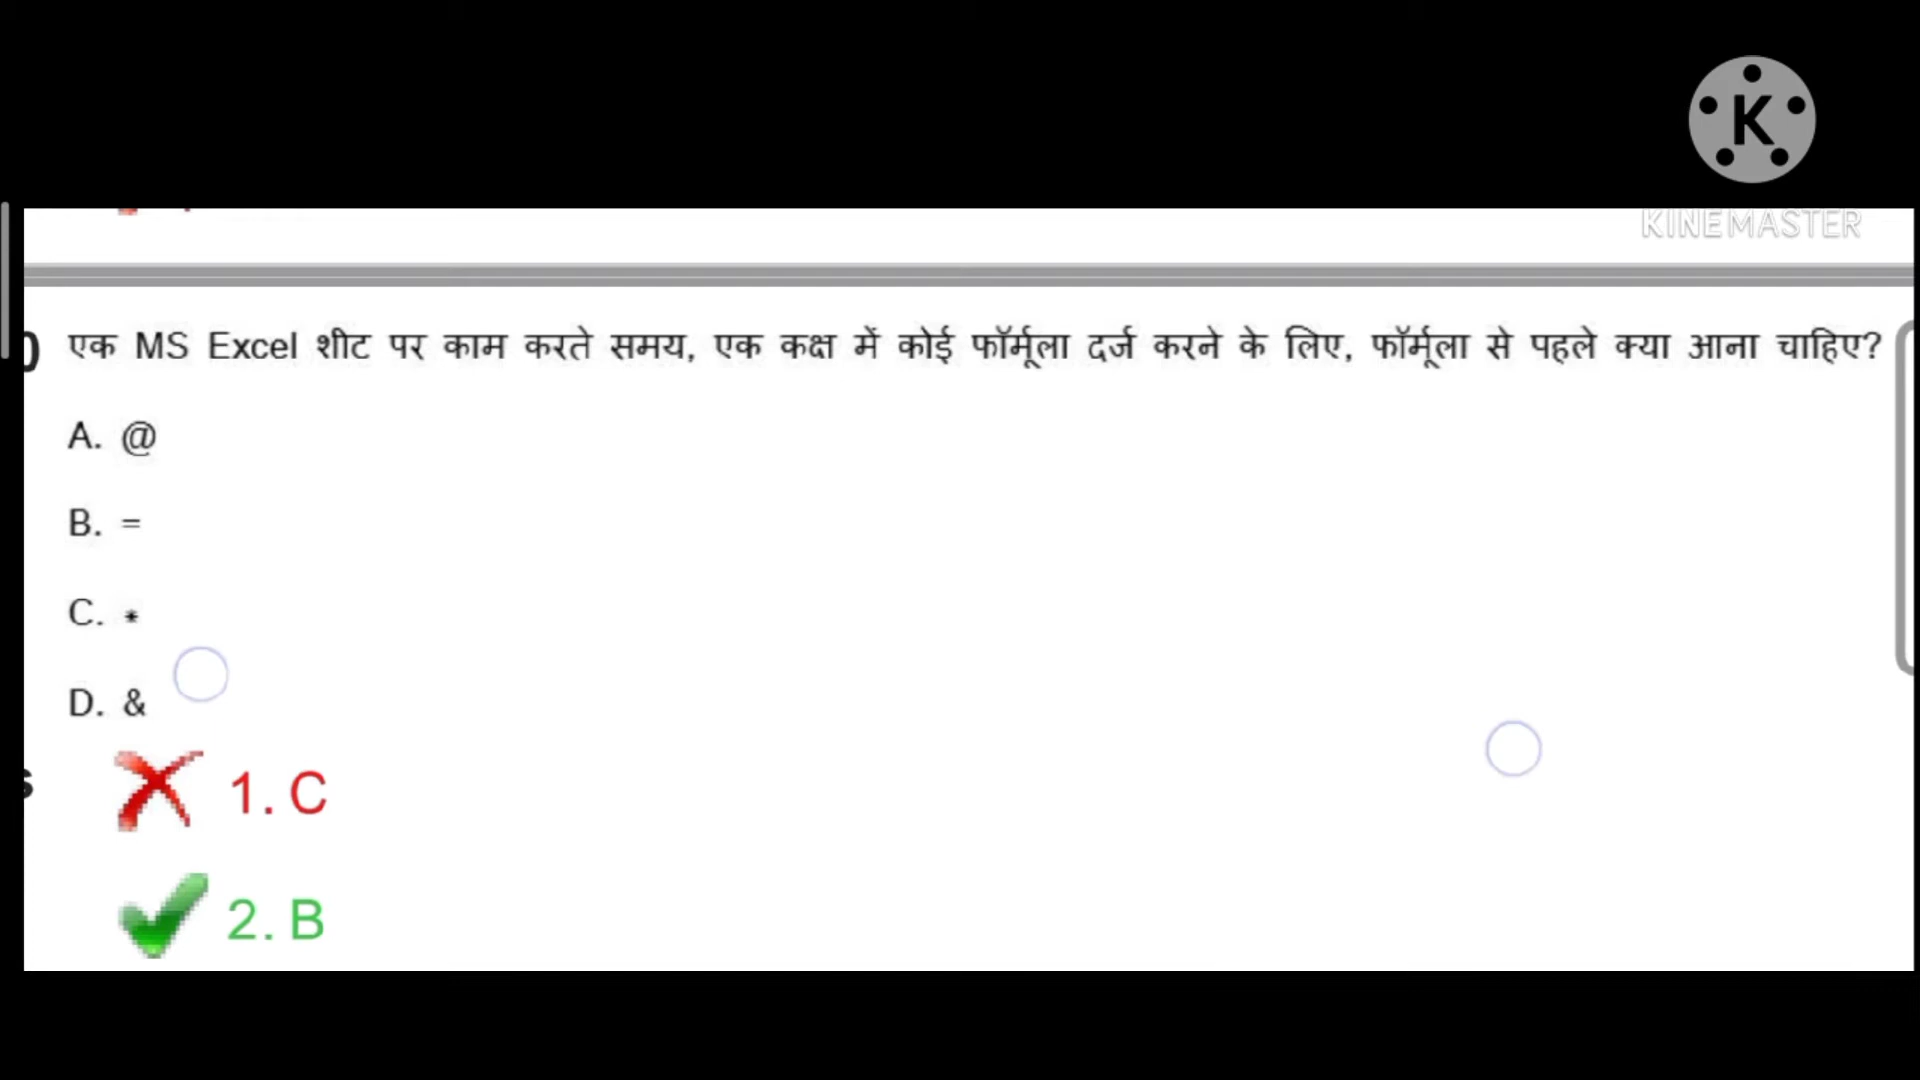 K
KINEMASTER
एक MS Excel शीट पर काम करते समय, एक कक्ष में कोई फॉर्मूला दर्ज करने के लिए, फॉर्मूला से पहले क्या आना चाहिए?
A. @
B. =
C. *
D. &
1. C
2. B